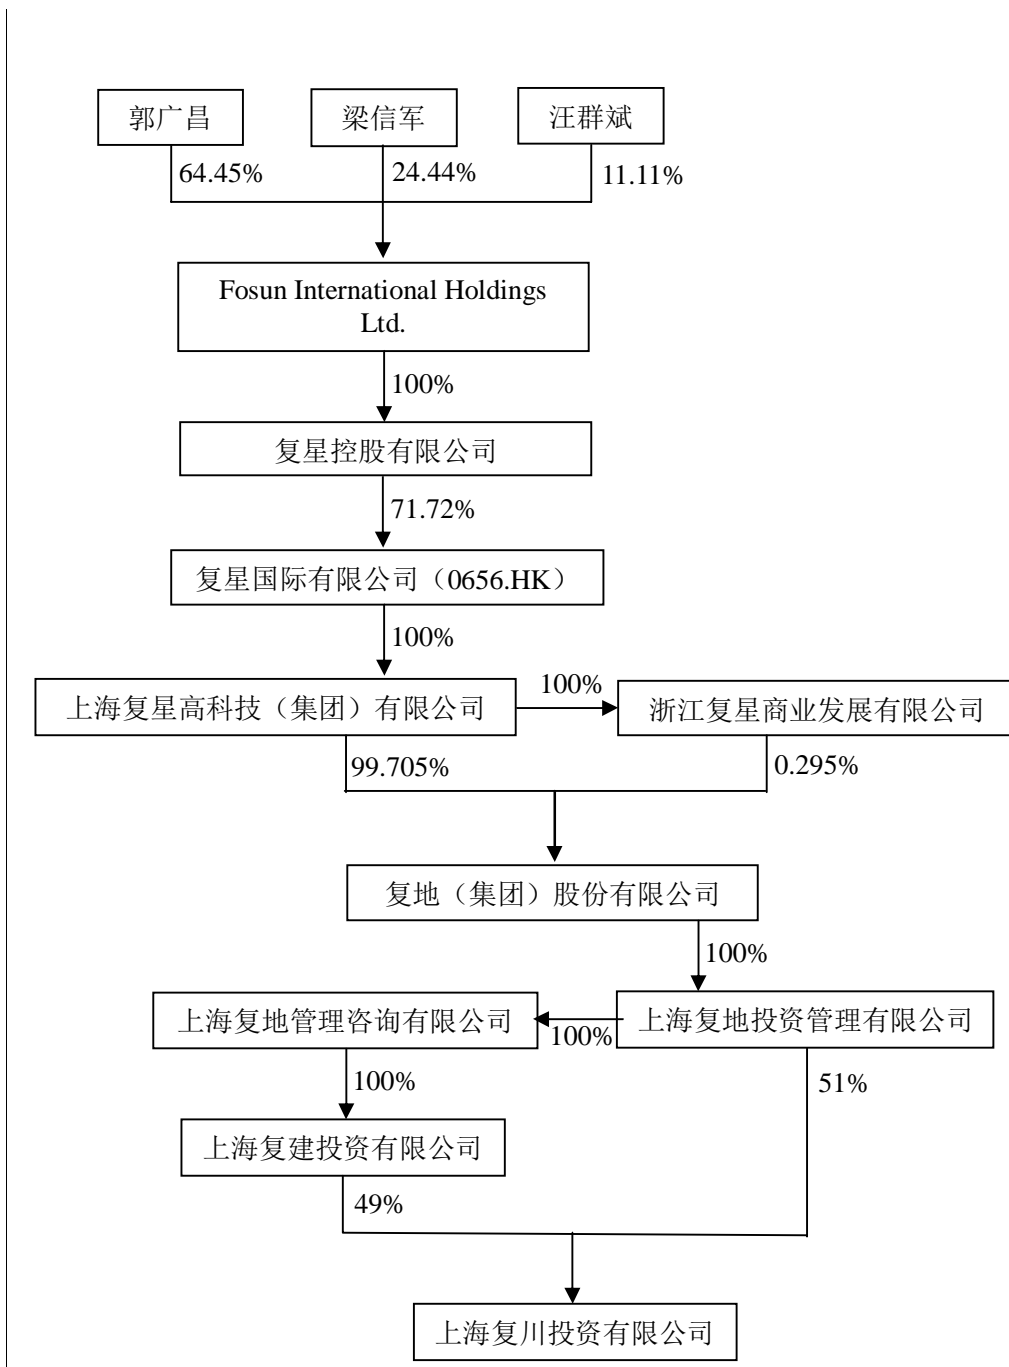 郭广昌
梁信军
汪群斌
64.45%
24.44%
11.11%
Fosun International Holdings
Ltd.
100%
复星控股有限公司
71.72%
复星国际有限公司（0656.HK）
100%
上海复星高科技（集团）有限公司
100%
浙江复星商业发展有限公司
99.705%
0.295%
复地（集团）股份有限公司
100%
上海复地管理咨询有限公司
100%
上海复地投资管理有限公司
100%
51%
上海复建投资有限公司
49%
上海复川投资有限公司